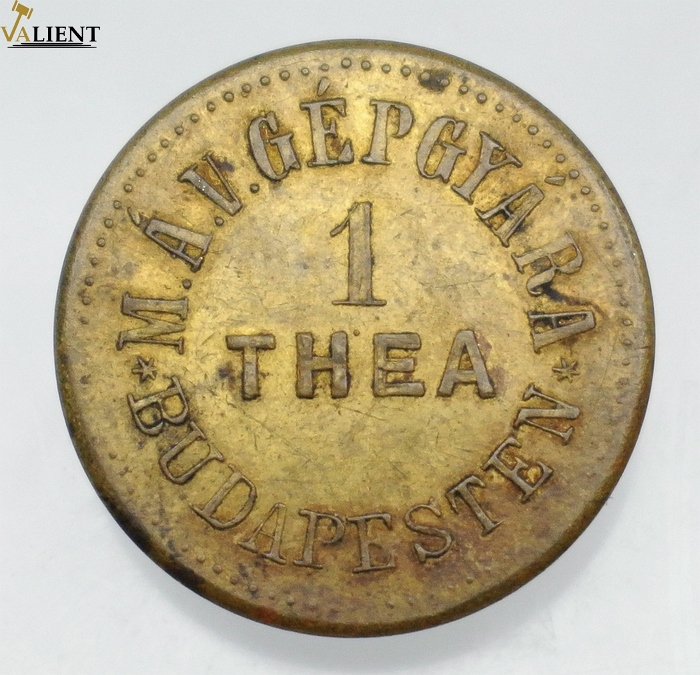 VALIENT
M.Á.V. GÉPGYÁRA
1
THEA
* BUDAPESTEN *